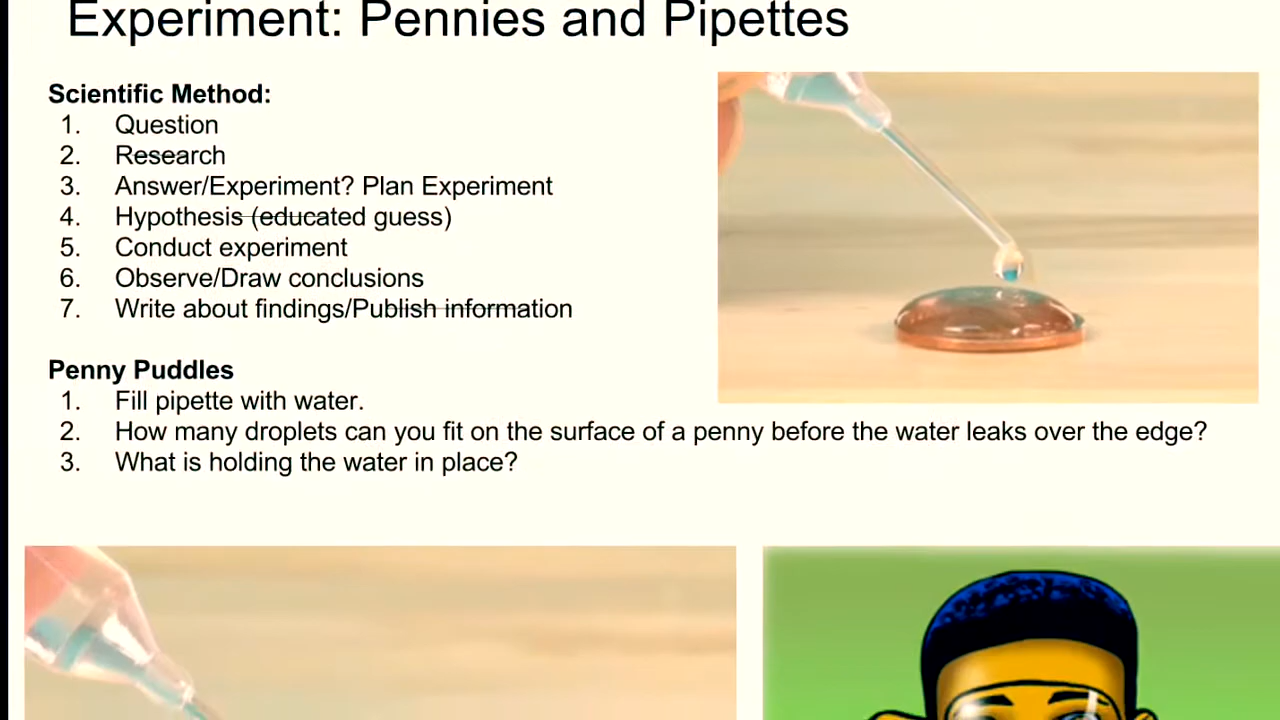 Experiment: Pennies and Pipettes
Scientific Method:
1. Question
2. Research
3. Answer/Experiment? Plan Experiment
4. Hypothesis (educated guess)
5. Conduct experiment
6. Observe/Draw conclusions
7. Write about findings/Publish information
Penny Puddles
1. Fill pipette with water.
2. How many droplets can you fit on the surface of a penny before the water leaks over the edge?
3. What is holding the water in place?